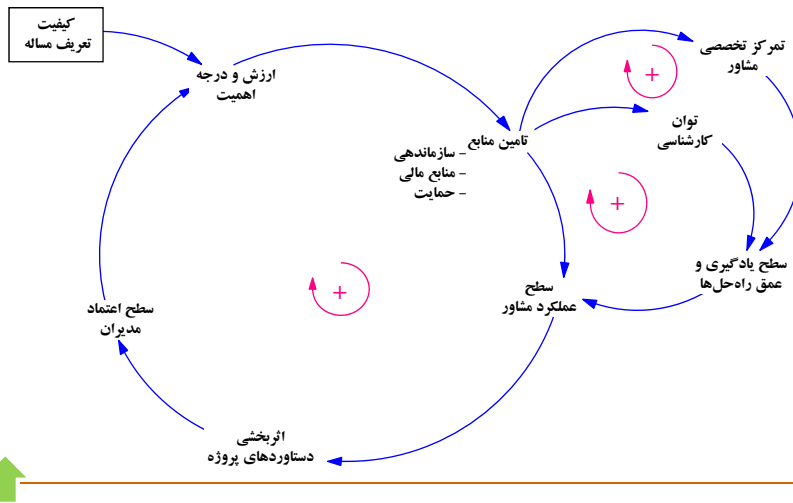 کیفیت
تعریف مساله
ارزش و درجه
اهمیت
تامین منابع
- سازماندهی
- منابع مالی
- حمایت
تمرکز تخصصی
مشاور
توان
کارشناسی
سطح یادگیری و
عمق راه‌حل‌ها
سطح
عملکرد مشاور
اثربخشی
دستاوردهای پروژه
سطح اعتماد
مدیران
+
+
+